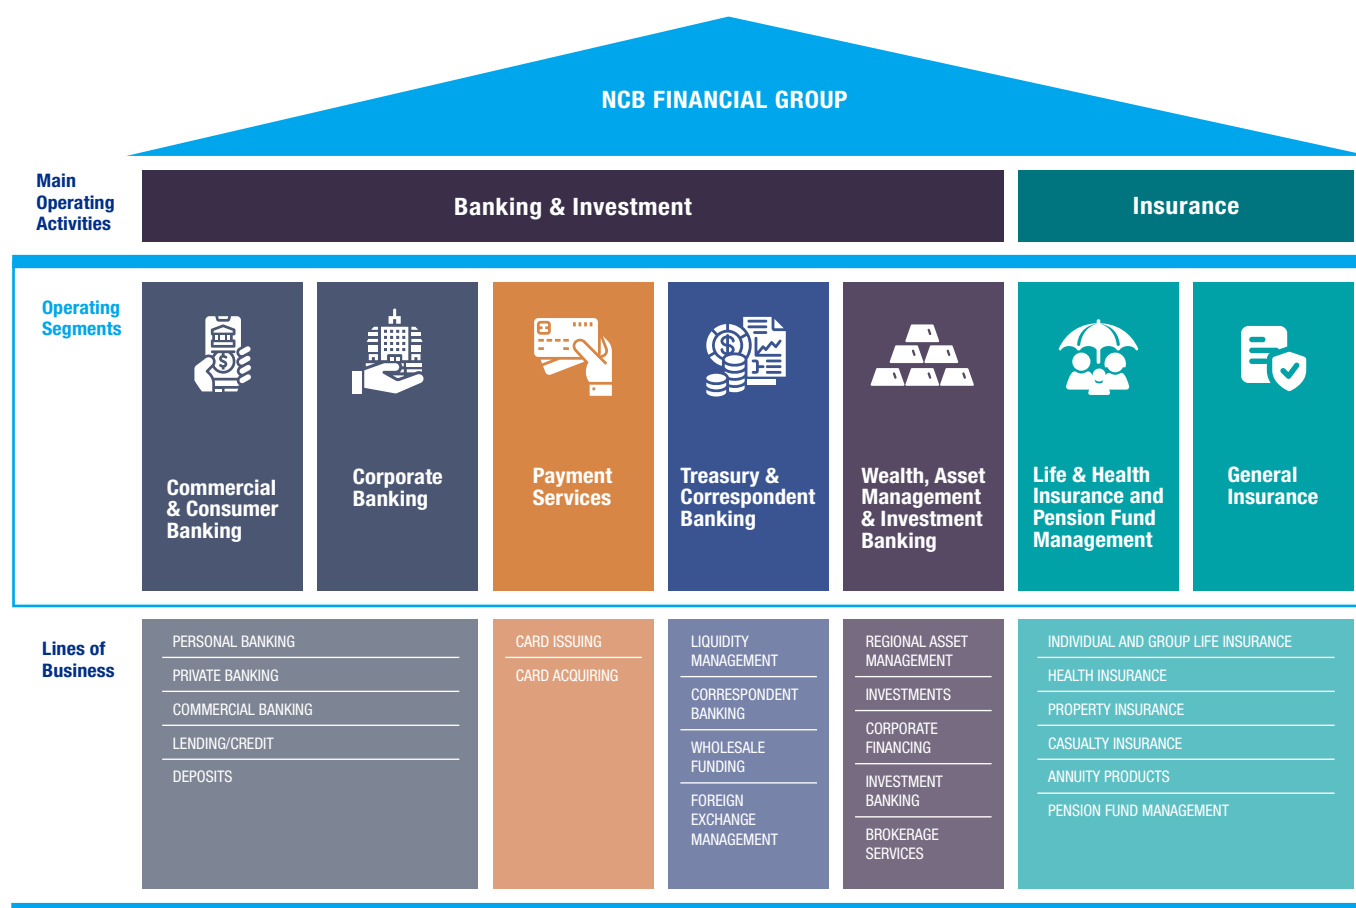 NCB FINANCIAL GROUP
Main
Operating
Activities
Banking & Investment
Insurance
Operating
Segments
Commercial
& Consumer
Banking
Corporate
Banking
Payment
Services
Treasury &
Correspondent
Banking
Wealth, Asset
Management
& Investment
Banking
Life & Health
Insurance and
Pension Fund
Management
General
Insurance
Lines of
Business
PERSONAL BANKING
PRIVATE BANKING
COMMERCIAL BANKING
LENDING/CREDIT
DEPOSITS
CARD ISSUING
CARD ACQUIRING
LIQUIDITY
MANAGEMENT
CORRESPONDENT
BANKING
WHOLESALE
FUNDING
FOREIGN
EXCHANGE
MANAGEMENT
REGIONAL ASSET
MANAGEMENT
INVESTMENTS
CORPORATE
FINANCING
INVESTMENT
BANKING
BROKERAGE
SERVICES
INDIVIDUAL AND GROUP LIFE INSURANCE
HEALTH INSURANCE
PROPERTY INSURANCE
CASUALTY INSURANCE
ANNUITY PRODUCTS
PENSION FUND MANAGEMENT